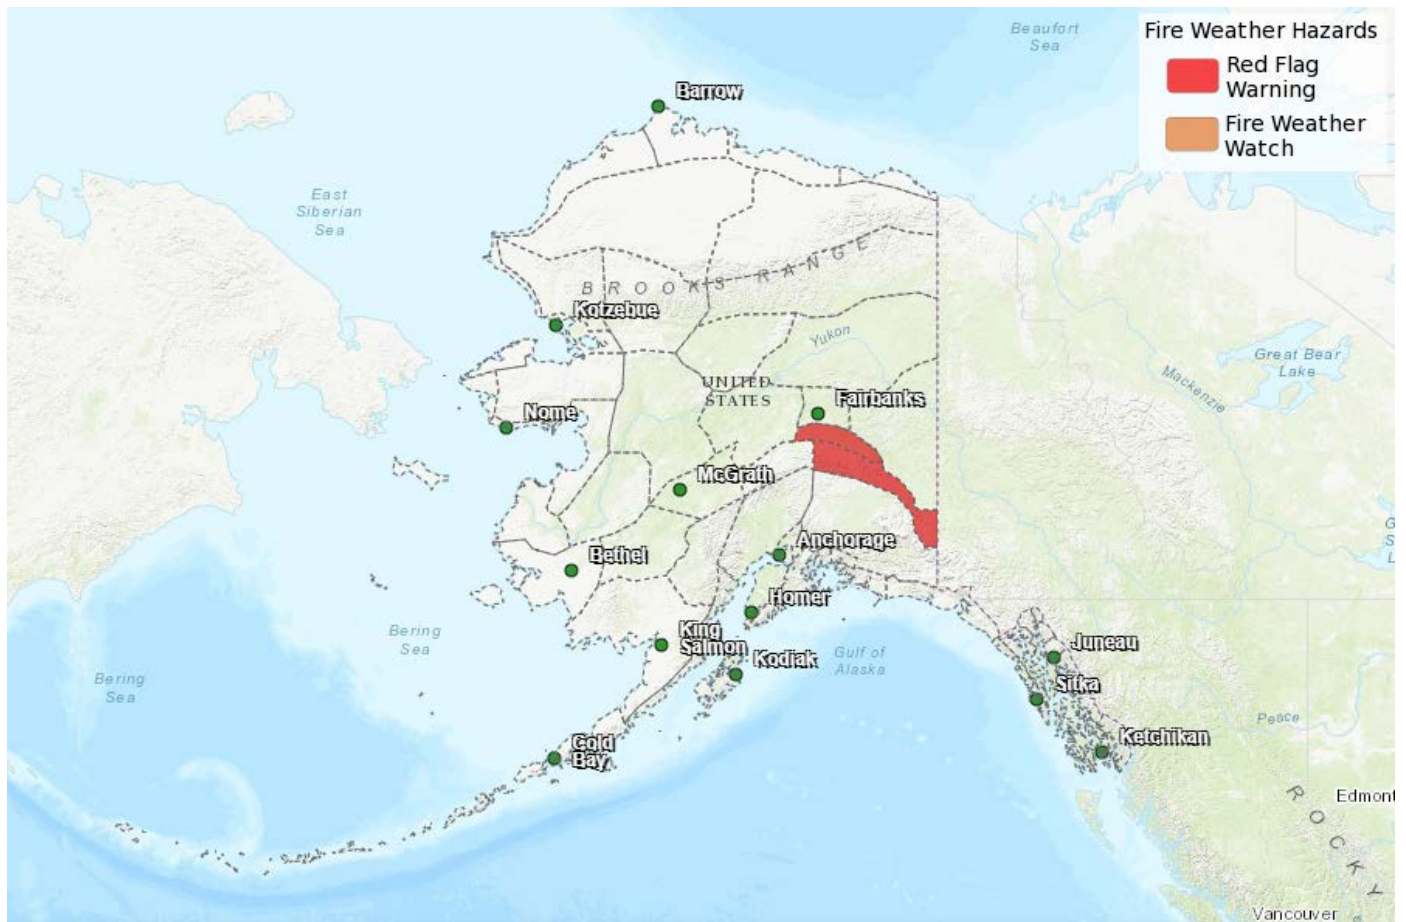 Beaufort
Sea
Fire Weather Hazards
Red Flag
Warning
Fire Weather
Watch
Barrow
East
Siberian
Sea
BROOKS RANGE
Kotzebue
Yukon
Great Bear
Lake
Mackenzie
UNITED
STATES
Fairbanks
Nome
McGrath
Anchorage
Bethel
Homer
Bering
Sea
King
Salmon
Kodiak
Gulf of
Alaska
Juneau
Sitka
Bering
Sea
Peace
Ketchikan
Cold
Bay
ROCKY
Edmont
Vancouver